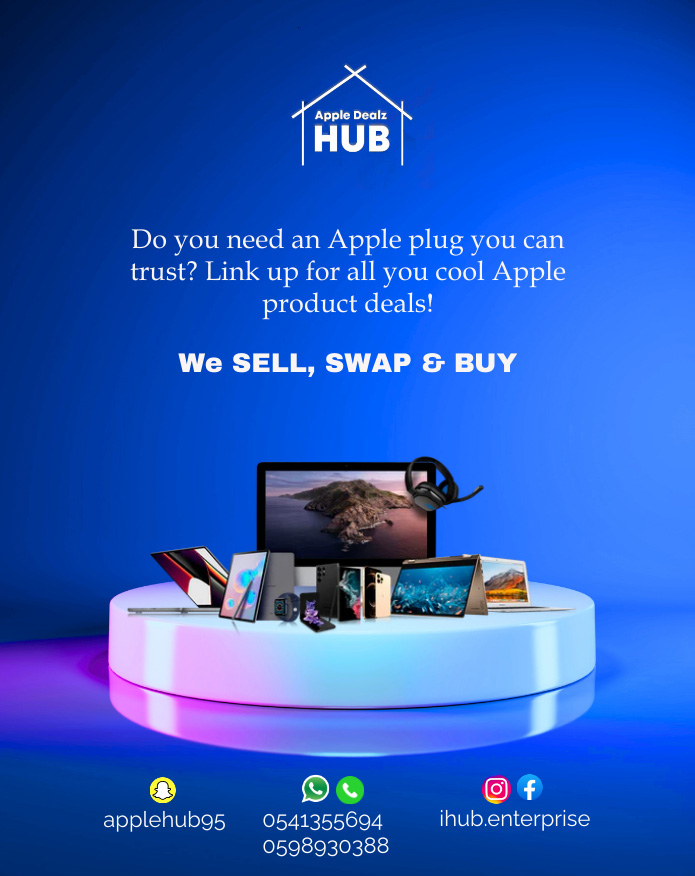 Apple Dealz
HUB
Do you need an Apple plug you can
trust? Link up for all you cool Apple
product deals!
We SELL, SWAP & BUY
applehub95
0541355694
0598930388
ihub.enterprise